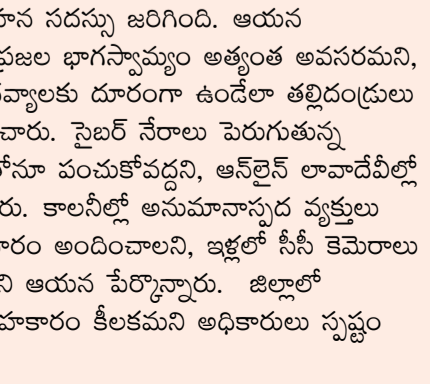 హన సదస్సు జరిగింది. ఆయన
ప్రజల భాగస్వామ్యం అత్యంత అవసరమని,
వ్యాలకు దూరంగా ఉండేలా తల్లిదండ్రులు
చారు. సైబర్ నేరాలు పెరుగుతున్న
తోనూ పంచుకోవద్దని, ఆన్‌లైన్ లావాదేవీల్లో
రు. కాలనీల్లో అనుమానాస్పద వ్యక్తులు
ారం అందించాలని, ఇళ్లలో సీసీ కెమెరాలు
ని ఆయన పేర్కొన్నారు. జిల్లాలో
హకారం కీలకమని అధికారులు స్పష్టం